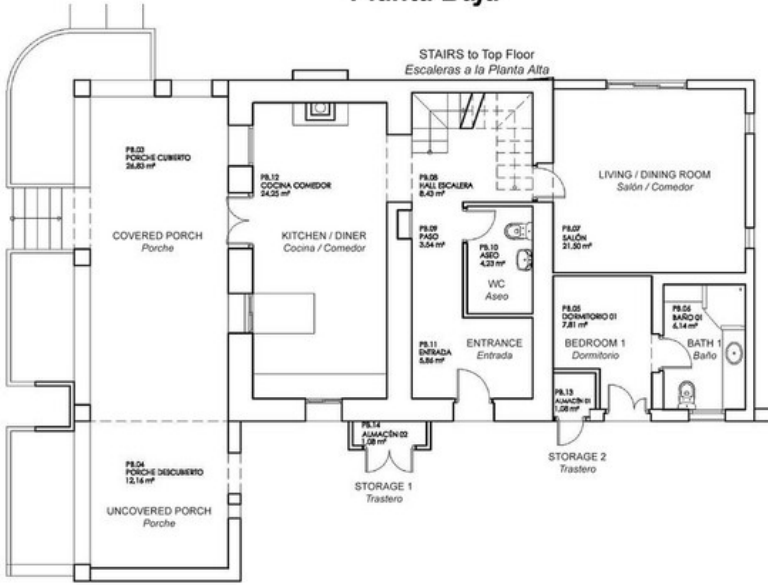 Planta Baja
STAIRS to Top Floor
Escaleras a la Planta Alta
PB.03
PORCHE CUBIERTO
26,83 m²
COVERED PORCH
Porche
PB.12
COCINA COMEDOR
24,25 m²
KITCHEN / DINER
Cocina / Comedor
PB.08
HALL ESCALERA
8,43 m²
PB.09
PASO
3,54 m²
PB.10
ASEO
4,23 m²
WC
Aseo
LIVING / DINING ROOM
Salón / Comedor
PB.07
SALÓN
21,50 m²
PB.11
ENTRADA
5,86 m²
ENTRANCE
Entrada
PB.05
DORMITORIO 01
7,81 m²
BEDROOM 1
Dormitorio
PB.06
BAÑO 01
6,14 m²
BATH 1
Baño
PB.13
ALMACÉN 01
1,08 m²
STORAGE 2
Trastero
PB.14
ALMACÉN 02
1,08 m²
STORAGE 1
Trastero
PB.04
PORCHE DESCUBIERTO
12,16 m²
UNCOVERED PORCH
Porche